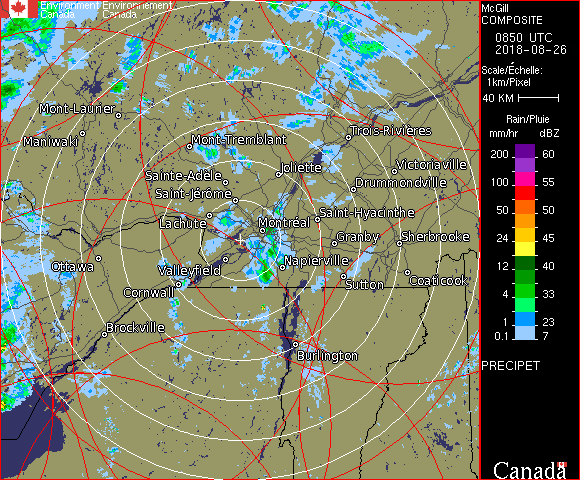 Environment Environnement
Canada Canada
Mont-Laurier
Maniwaki
Mont-Tremblant
Trois-Rivières
Sainte-Adèle
Joliette
Victoriaville
Saint-Jérôme
Drummondville
Lachute
Montréal
Saint-Hyacinthe
Granby
Sherbrooke
Ottawa
Valleyfield
Napierville
Cornwall
Sutton
Coaticook
Brockville
Burlington
McGill
COMPOSITE
0850 UTC
2018-08-26
Scale/Échelle:
1km/Pixel
40 KM
Rain/Pluie
mm/hr dBZ
200 60
100 55
50 50
24 45
12 40
4 33
1 23
0.1 7
PRECIPET
Canada